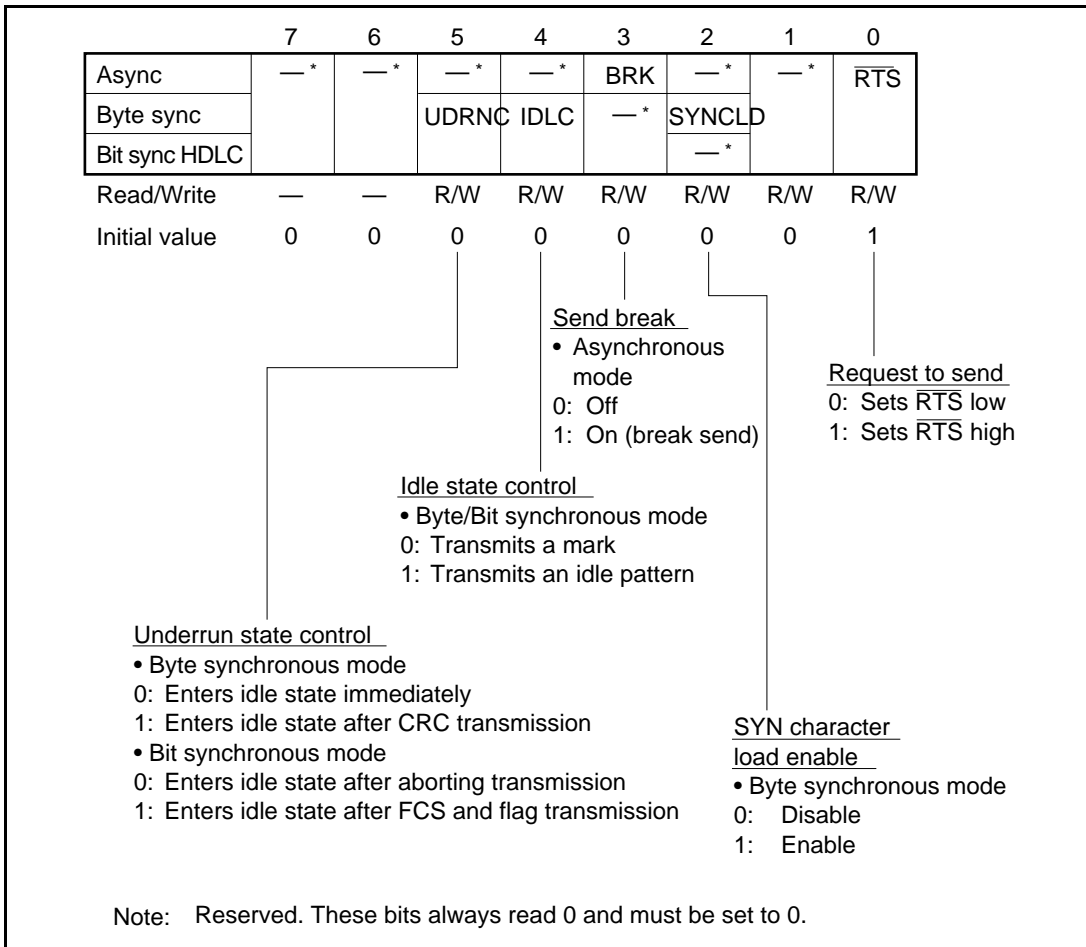 7 6 5 4 3 2 1 0
Async —* —* —* —* BRK —* —* R̅T̅S̅
Byte sync UDRNC IDLC —* SYNCLD
Bit sync HDLC —*
Read/Write — — R/W R/W R/W R/W R/W R/W
Initial value 0 0 0 0 0 0 0 1
Send break
• Asynchronous
mode
0: Off
1: On (break send)
Request to send
0: Sets R̅T̅S̅ low
1: Sets R̅T̅S̅ high
Idle state control
• Byte/Bit synchronous mode
0: Transmits a mark
1: Transmits an idle pattern
Underrun state control
• Byte synchronous mode
0: Enters idle state immediately
1: Enters idle state after CRC transmission
• Bit synchronous mode
0: Enters idle state after aborting transmission
1: Enters idle state after FCS and flag transmission
SYN character
load enable
• Byte synchronous mode
0: Disable
1: Enable
Note: Reserved. These bits always read 0 and must be set to 0.